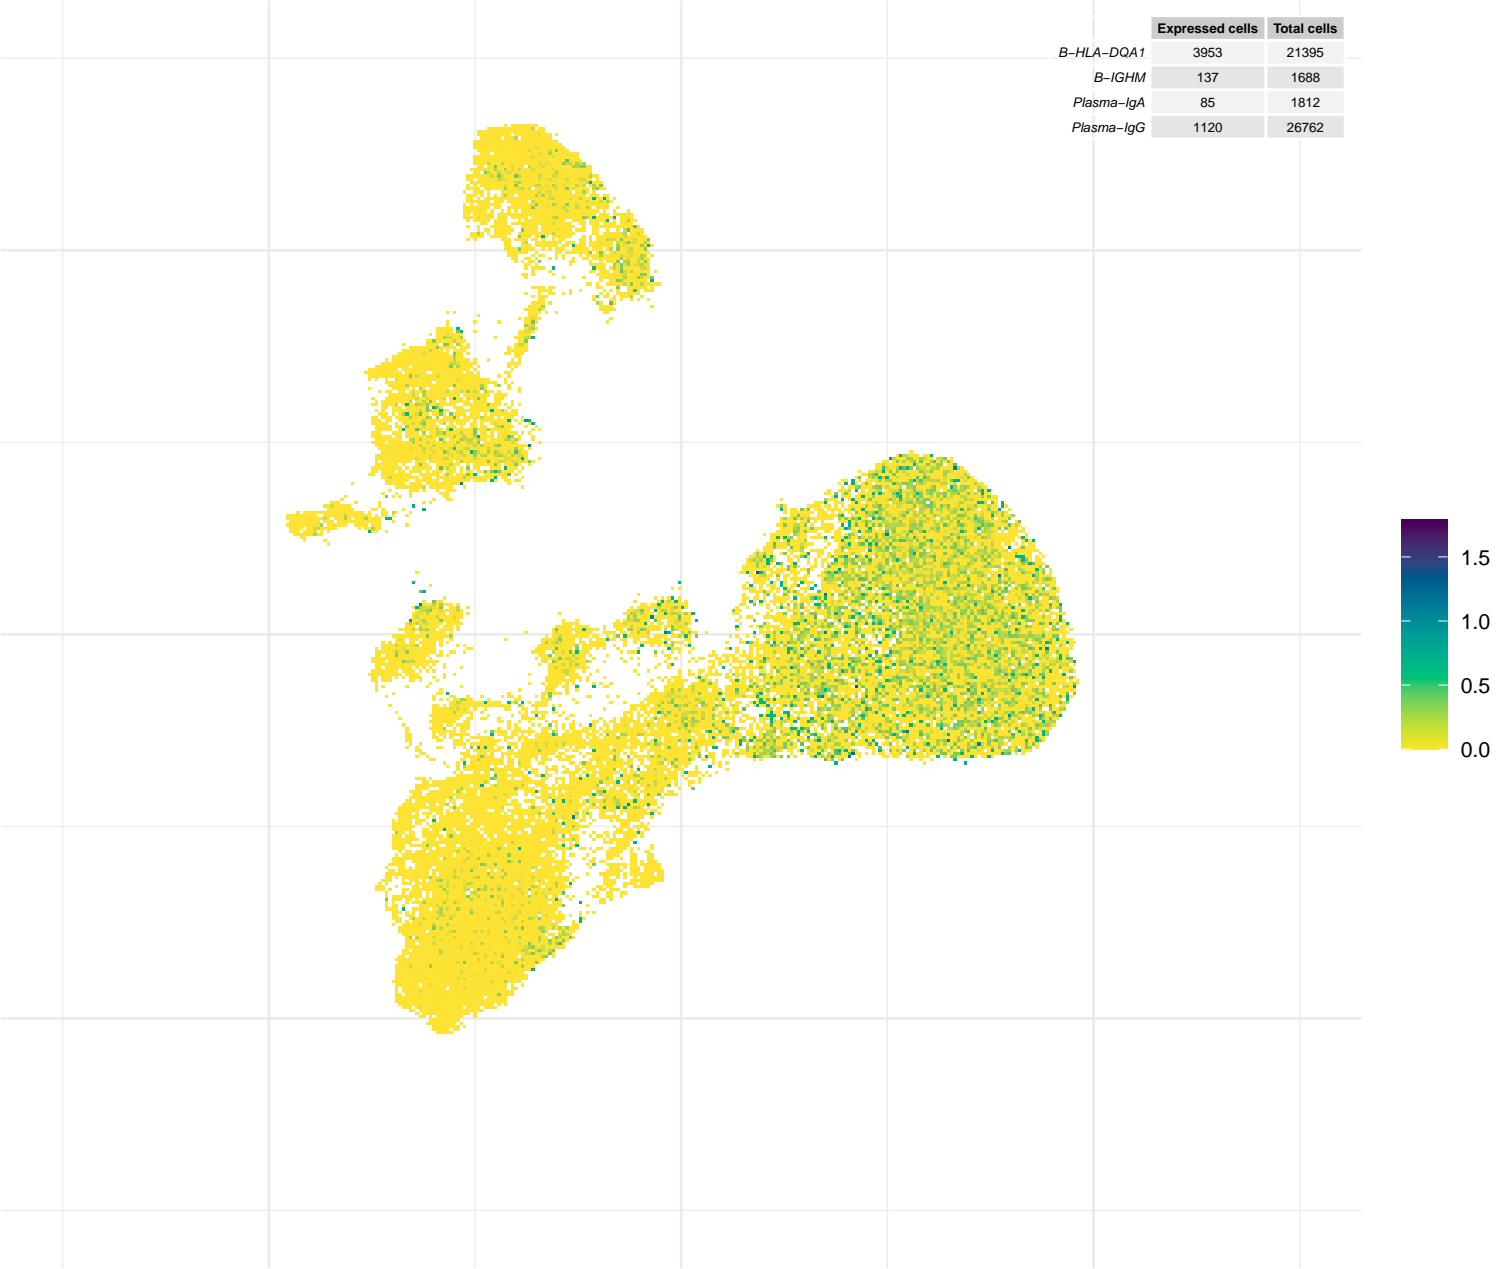 Expressed cells Total cells
B−HLA−DQA1 3953 21395
B−IGHM 137 1688
Plasma−IgA 85 1812
Plasma−IgG 1120 26762
1.5
1.0
0.5
0.0